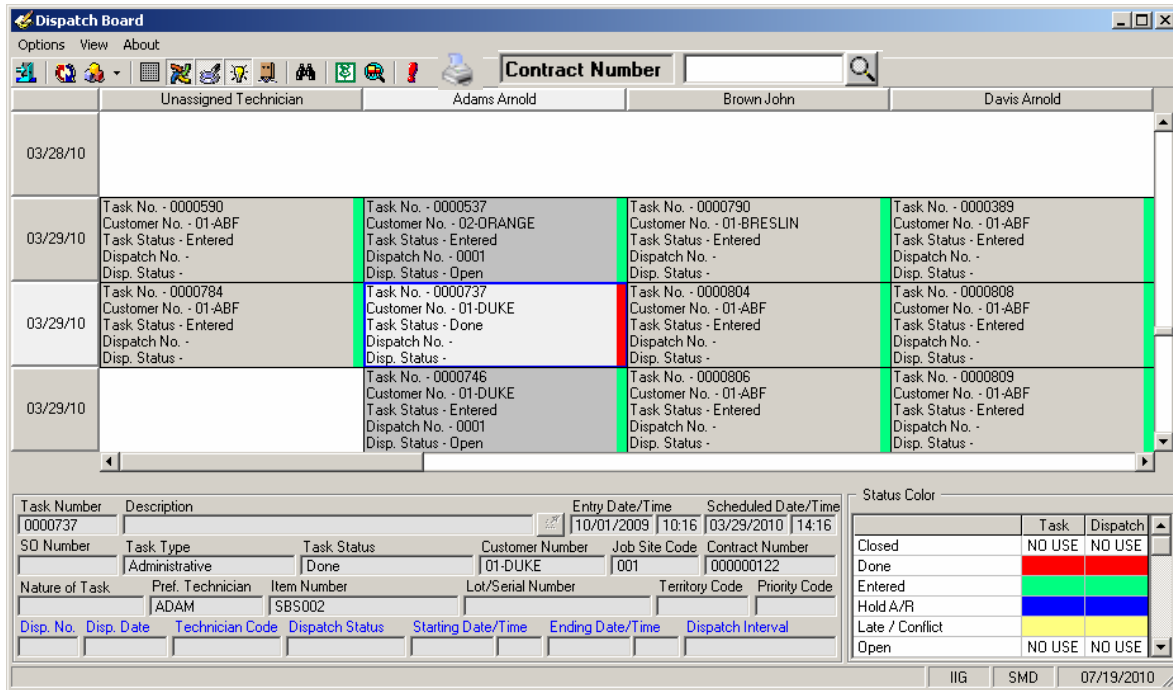 Dispatch Board
Options View About
Contract Number
Unassigned Technician Adams Arnold Brown John Davis Arnold
03/28/10
03/29/10
Task No. - 0000590
Customer No. - 01-ABF
Task Status - Entered
Dispatch No. -
Disp. Status -
Task No. - 0000537
Customer No. - 02-ORANGE
Task Status - Entered
Dispatch No. - 0001
Disp. Status - Open
Task No. - 0000790
Customer No. - 01-BRESLIN
Task Status - Entered
Dispatch No. -
Disp. Status -
Task No. - 0000389
Customer No. - 01-ABF
Task Status - Entered
Dispatch No. -
Disp. Status -
03/29/10
Task No. - 0000784
Customer No. - 01-ABF
Task Status - Entered
Dispatch No. -
Disp. Status -
Task No. - 0000737
Customer No. - 01-DUKE
Task Status - Done
Dispatch No. -
Disp. Status -
Task No. - 0000804
Customer No. - 01-ABF
Task Status - Entered
Dispatch No. -
Disp. Status -
Task No. - 0000808
Customer No. - 01-ABF
Task Status - Entered
Dispatch No. -
Disp. Status -
03/29/10
Task No. - 0000746
Customer No. - 01-DUKE
Task Status - Entered
Dispatch No. - 0001
Disp. Status - Open
Task No. - 0000806
Customer No. - 01-ABF
Task Status - Entered
Dispatch No. -
Disp. Status -
Task No. - 0000809
Customer No. - 01-ABF
Task Status - Entered
Dispatch No. -
Disp. Status -
Task Number Description Entry Date/Time Scheduled Date/Time
0000737 10/01/2009 10:16 03/29/2010 14:16
SO Number Task Type Task Status Customer Number Job Site Code Contract Number
Administrative Done 01-DUKE 001 000000122
Nature of Task Pref. Technician Item Number Lot/Serial Number Territory Code Priority Code
ADAM SBS002
Disp. No. Disp. Date Technician Code Dispatch Status Starting Date/Time Ending Date/Time Dispatch Interval
Status Color
Task Dispatch
Closed NO USE NO USE
Done
Entered
Hold A/R
Late / Conflict
Open NO USE NO USE
IIG SMD 07/19/2010